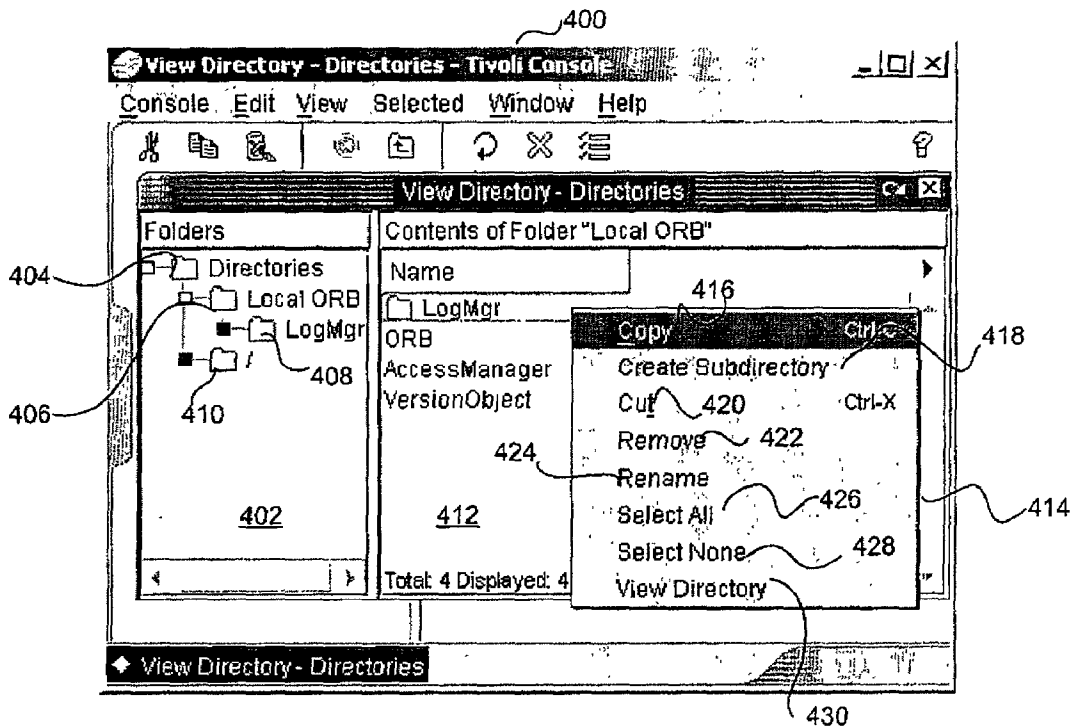 400
View Directory - Directories - Tivoli Console
Console Edit View Selected Window Help
View Directory - Directories
Folders
Contents of Folder "Local ORB"
404
Directories
Name
Local ORB
LogMgr
416
LogMgr
ORB
Copy Ctrl-C
418
408
/
AccessManager
Create Subdirectory
406
410
VersionObject
Cut
420
Ctrl-X
424
Remove
422
Rename
Select All
426
414
402
412
Select None
428
Total: 4 Displayed: 4
View Directory
View Directory - Directories
430